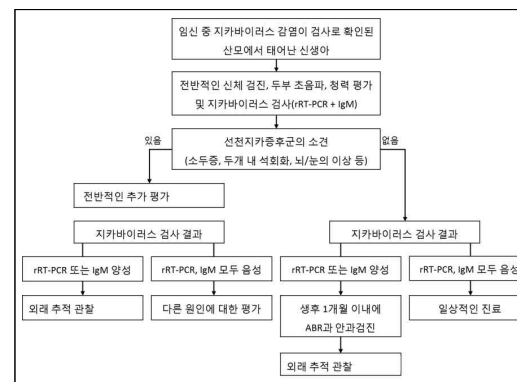 임신 중 지카바이러스 감염이 검사로 확인된
산모에서 태어난 신생아
전반적인 신체 검진, 두부 초음파, 청력 평가
및 지카바이러스 검사(rRT-PCR + IgM)
있음
없음
선천지카증후군의 소견
(소두증, 두개 내 석회화, 뇌/눈의 이상 등)
전반적인 추가 평가
지카바이러스 검사 결과
지카바이러스 검사 결과
rRT-PCR 또는 IgM 양성
rRT-PCR, IgM 모두 음성
rRT-PCR 또는 IgM 양성
rRT-PCR, IgM 모두 음성
외래 추적 관찰
다른 원인에 대한 평가
생후 1개월 이내에
ABR과 안과검진
일상적인 진료
외래 추적 관찰